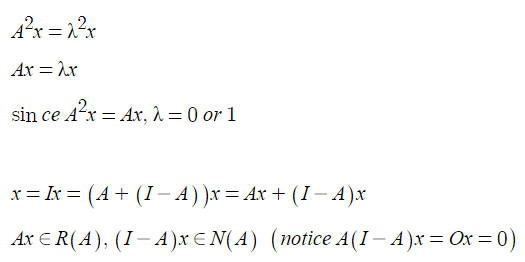 A²x = λ²x
Ax = λx
sin ce A²x = Ax, λ = 0 or 1
x = Ix = (A + (I − A))x = Ax + (I − A)x
Ax ∈ R(A), (I − A)x ∈ N(A) (notice A(I − A)x = Ox = 0)